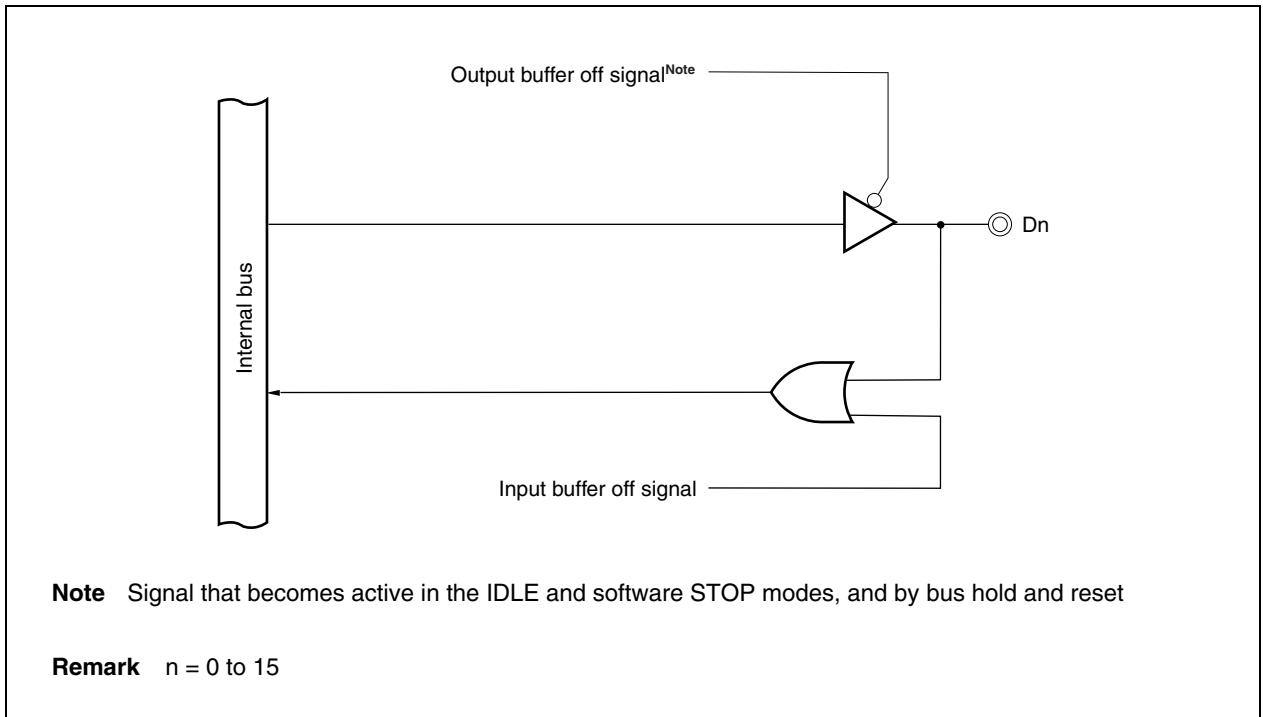 Output buffer off signalNote
Dn
Internal bus
Input buffer off signal
Note Signal that becomes active in the IDLE and software STOP modes, and by bus hold and reset
Remark n = 0 to 15